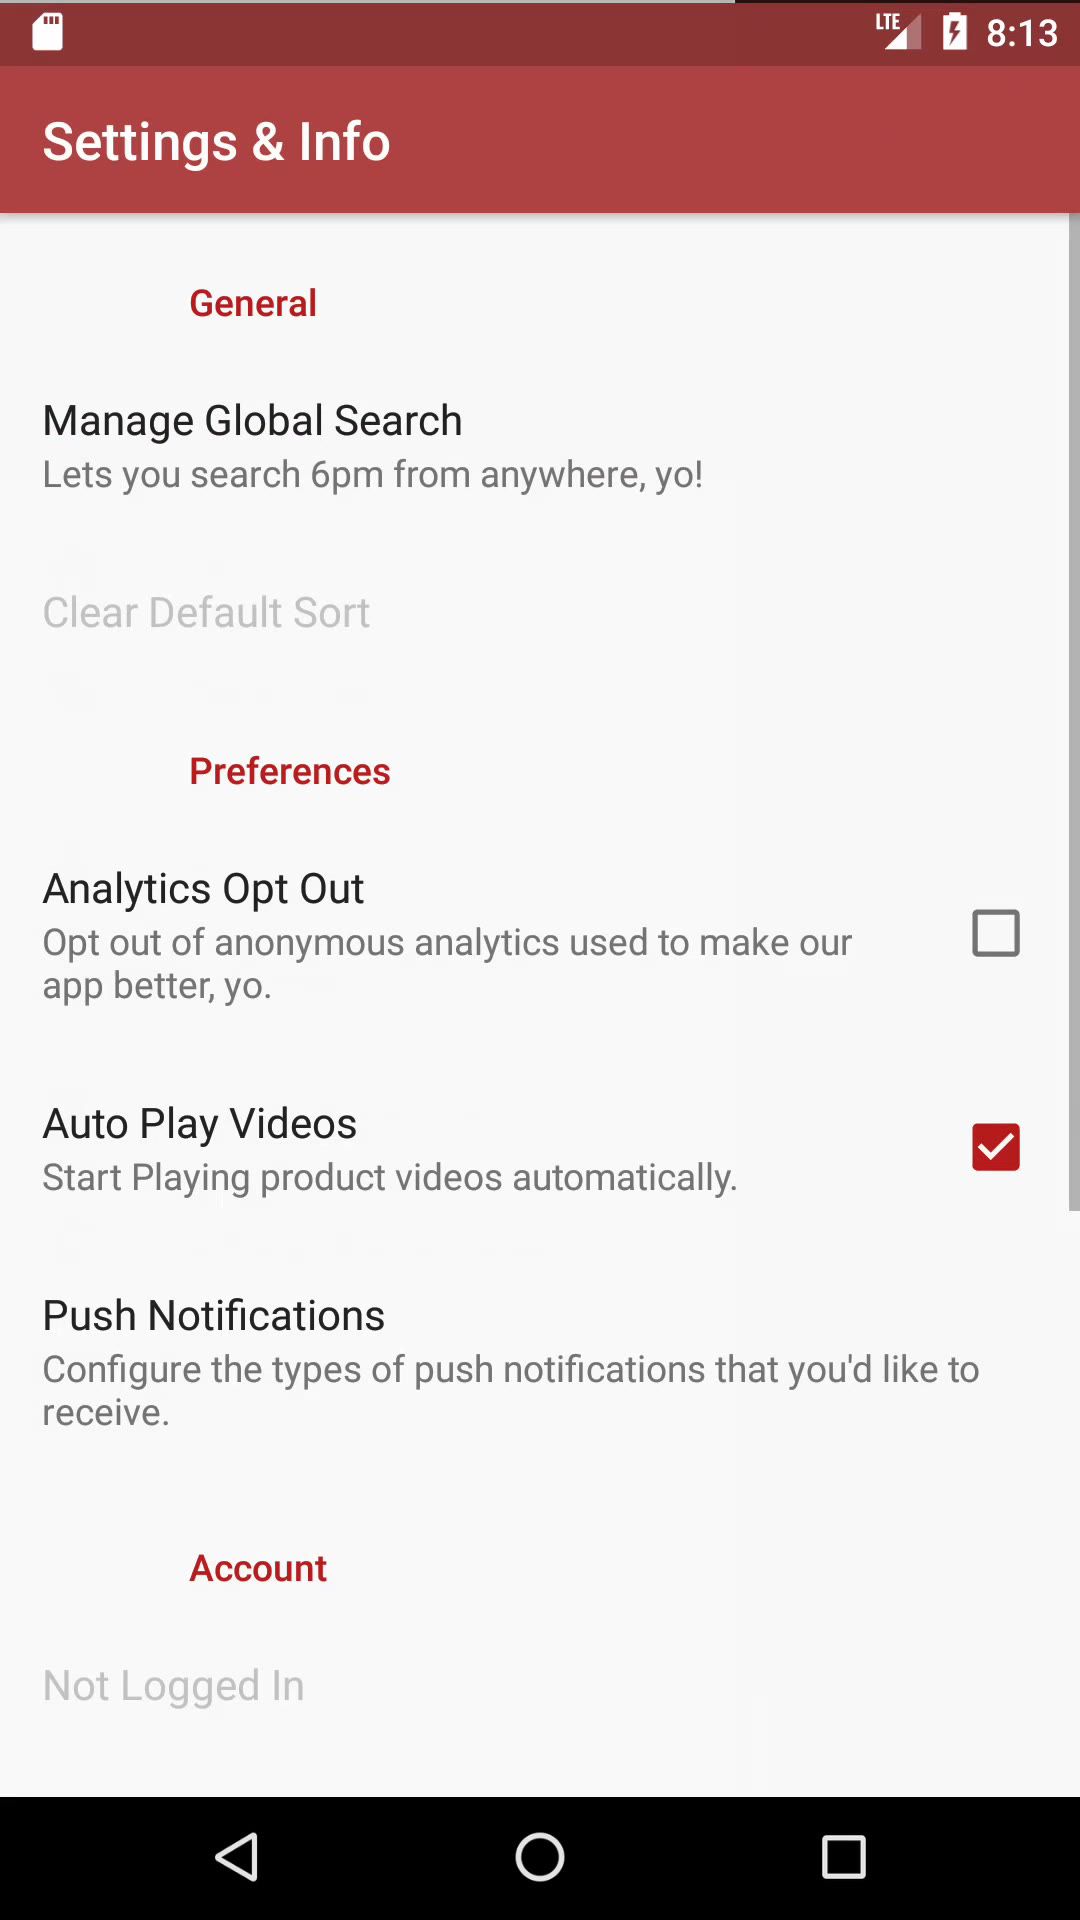 LTE 8:13
Settings & Info
General
Manage Global Search
Lets you search 6pm from anywhere, yo!
Clear Default Sort
Preferences
Analytics Opt Out
Opt out of anonymous analytics used to make our
app better, yo.
Auto Play Videos
Start Playing product videos automatically.
Push Notifications
Configure the types of push notifications that you'd like to
receive.
Account
Not Logged In